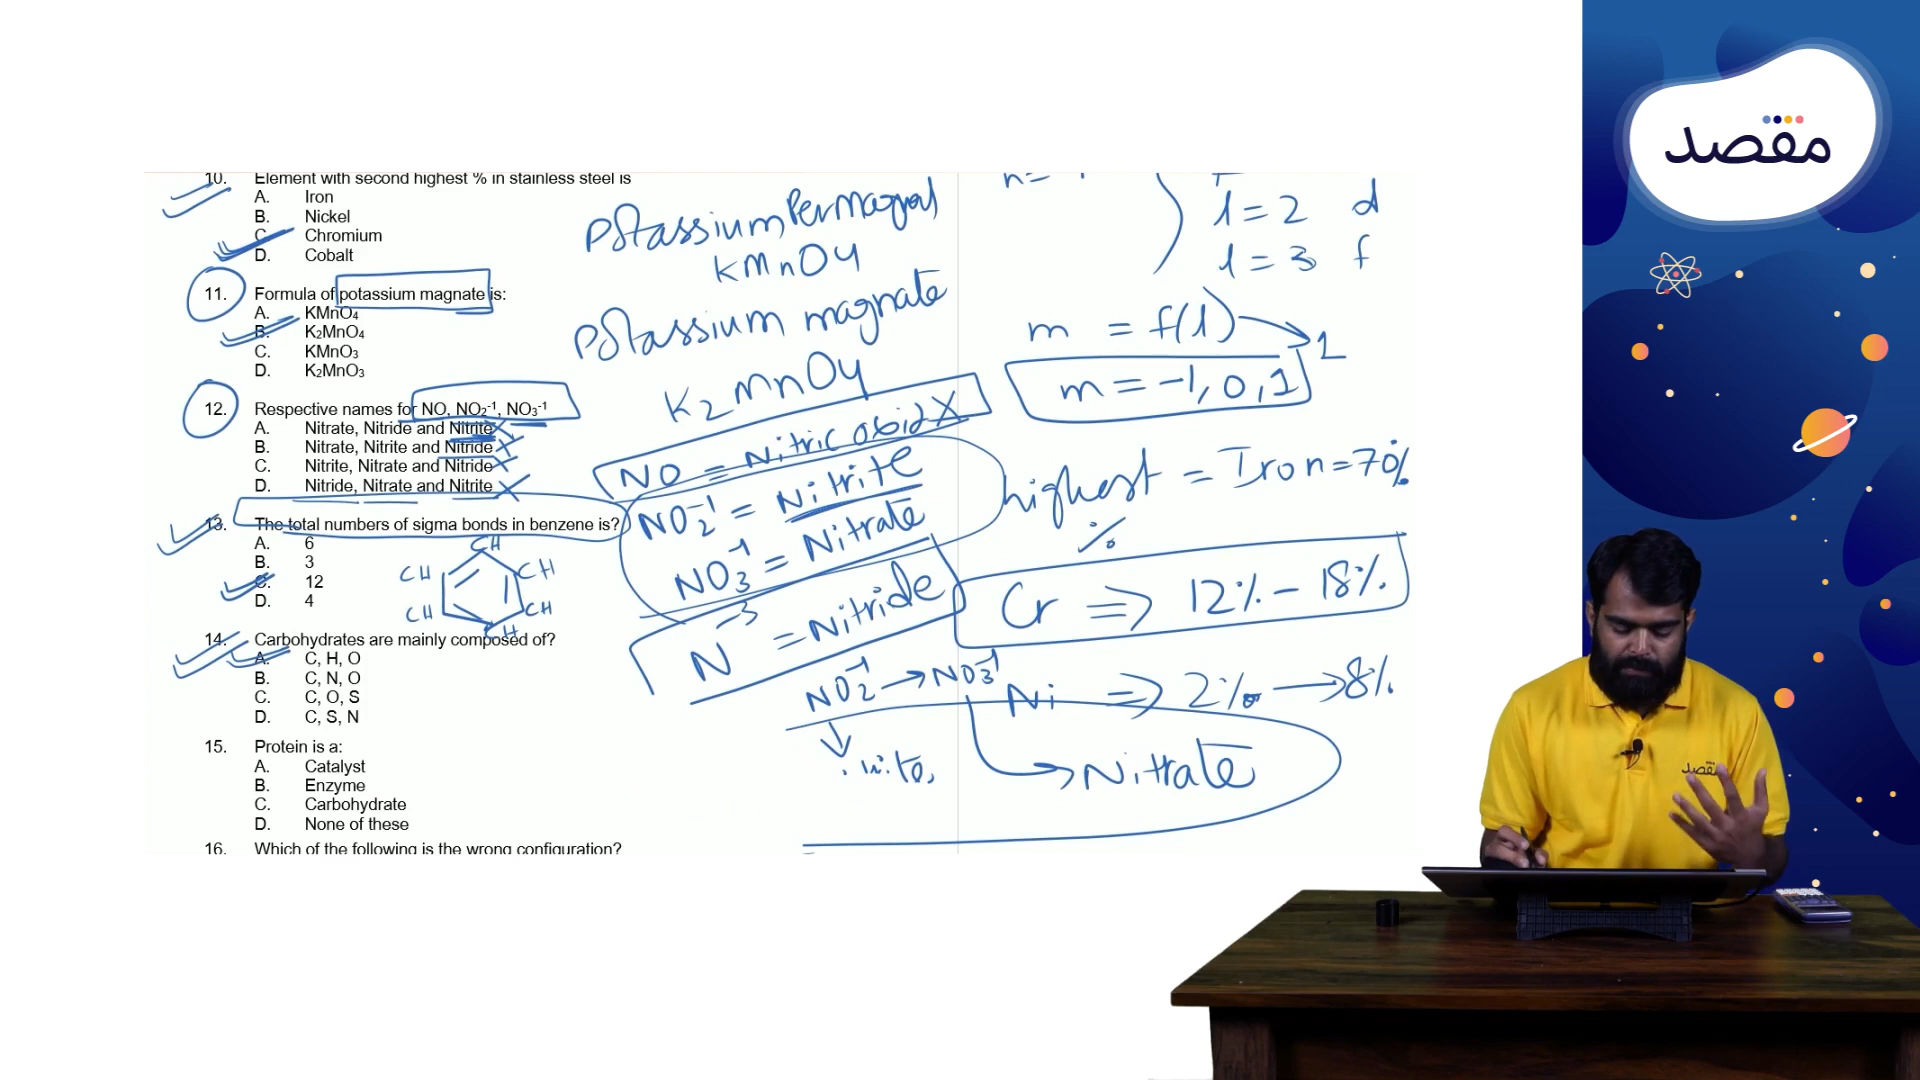 مقصد
10. Element with second highest % in stainless steel is
A. Iron
B. Nickel
C. Chromium
D. Cobalt
11. Formula of potassium magnate is:
A. KMnO₄
B. K₂MnO₄
C. KMnO₃
D. K₂MnO₃
12. Respective names for NO, NO₂⁻¹, NO₃⁻¹
A. Nitrate, Nitride and Nitrite
B. Nitrate, Nitrite and Nitride
C. Nitrite, Nitrate and Nitride
D. Nitride, Nitrate and Nitrite
13. The total numbers of sigma bonds in benzene is?
A. 6
B. 3
C. 12
D. 4
CH
CH
CH
CH
CH
CH
14. Carbohydrates are mainly composed of?
A. C, H, O
B. C, N, O
C. C, O, S
D. C, S, N
15. Protein is a:
A. Catalyst
B. Enzyme
C. Carbohydrate
D. None of these
16. Which of the following is the wrong configuration?
potassium
KMnO4
potassium magnate
K2MnO4
NO = Nitric oxid X
NO₂⁻¹ = Nitrite
NO₃⁻¹ = Nitrate
N⁻³ = Nitride
NO₂⁻¹ → NO₃⁻¹
Nitrate
l = 2 d
l = 3 f
m = f(l) 1
m = -1, 0, 1
highest = Iron = 70%
%
Cr ⇒ 12% - 18%
Ni ⇒ 2% → 8%
مقصد